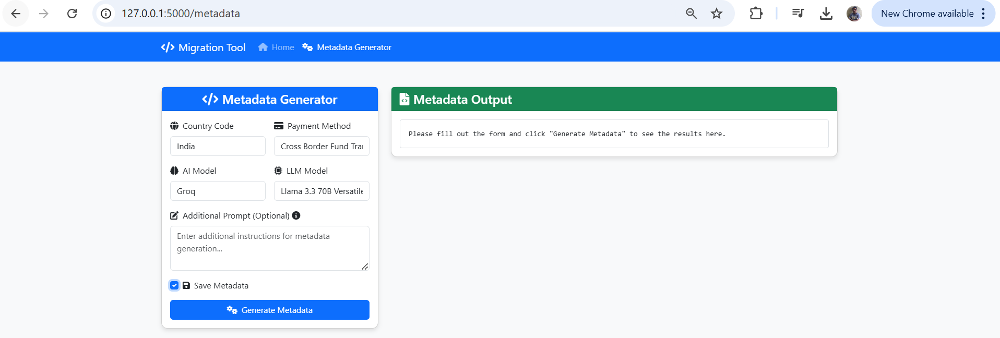 127.0.0.1:5000/metadata
New Chrome available
Migration Tool
Home
Metadata Generator
Metadata Generator
Country Code
Payment Method
India
Cross Border Fund
AI Model
LLM Model
Groq
Llama 3.3 70B Versatile
Additional Prompt (Optional)
Enter additional instructions for metadata
generation...
Save Metadata
Generate Metadata
Metadata Output
Please fill out the form and click "Generate Metadata" to see the results here.